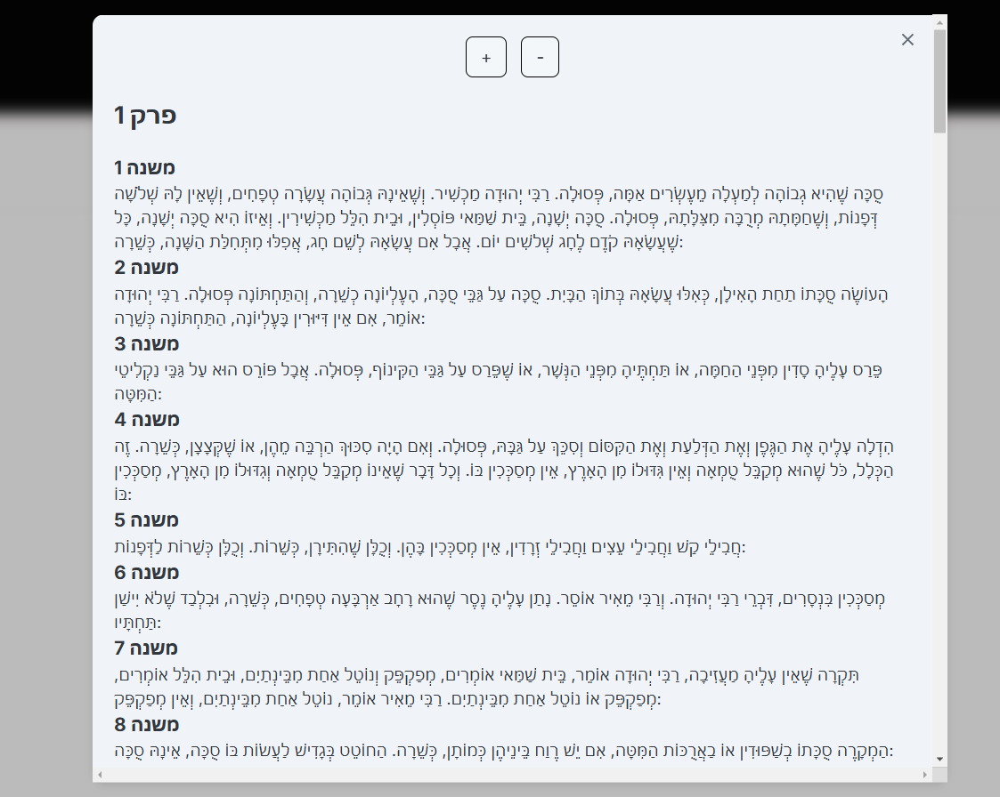 + -
פרק 1
משנה 1
סֻכָּה שֶׁהִיא גְבוֹהָה לְמַעְלָה מֵעֶשְׂרִים אַמָּה, פְּסוּלָה. רַבִּי יְהוּדָה מַכְשִׁיר. וְשֶׁאֵינָהּ גְּבוֹהָה עֲשָׂרָה טְפָחִים, וְשֶׁאֵין לָהּ שְׁלֹשָׁה
דְּפָנוֹת, וְשֶׁחַמָּתָהּ מְרֻבָּה מִצִּלָּתָהּ, פְּסוּלָה. סֻכָּה יְשָׁנָה, בֵּית שַׁמַּאי פּוֹסְלִין, וּבֵית הִלֵּל מַכְשִׁירִין. וְאֵיזוֹ הִיא סֻכָּה יְשָׁנָה, כָּל
שֶׁעֲשָׂאָהּ קֹדֶם לֶחָג שְׁלֹשִׁים יוֹם. אֲבָל אִם עֲשָׂאָהּ לְשֵׁם חָג, אֲפִלּוּ מִתְּחִלַּת הַשָּׁנָה, כְּשֵׁרָה:
משנה 2
הָעוֹשֶׂה סֻכָּתוֹ תַחַת הָאִילָן, כְּאִלּוּ עֲשָׂאָהּ בְּתוֹךְ הַבָּיִת. סֻכָּה עַל גַּבֵּי סֻכָּה, הָעֶלְיוֹנָה כְשֵׁרָה, וְהַתַּחְתּוֹנָה פְּסוּלָה. רַבִּי יְהוּדָה
אוֹמֵר, אִם אֵין דִּיּוּרִין בָּעֶלְיוֹנָה, הַתַּחְתּוֹנָה כְּשֵׁרָה:
משנה 3
פֵּרַס עָלֶיהָ סָדִין מִפְּנֵי הַחַמָּה, אוֹ תַּחְתֶּיהָ מִפְּנֵי הַנְּשָׁר, אוֹ שֶׁפֵּרַס עַל גַּבֵּי הַקִּינוֹף, פְּסוּלָה. אֲבָל פּוֹרֵס הוּא עַל גַּבֵּי נַקְלִיטֵי
הַמִּטָּה:
משנה 4
הִדְלָה עָלֶיהָ אֶת הַגֶּפֶן וְאֶת הַדְּלַעַת וְאֶת הַקִּסּוֹם וְסִכֵּךְ עַל גַּבָּהּ, פְּסוּלָה. וְאִם הָיָה סִכּוּךְ הַרְבֵּה מֵהֶן, אוֹ שֶׁקְּצָצָן, כְּשֵׁרָה. זֶה
הַכְּלָל, כֹּל שֶׁהוּא מְקַבֵּל טֻמְאָה וְאֵין גִּדּוּלוֹ מִן הָאָרֶץ, אֵין מְסַכְּכִין בּוֹ. וְכָל דָּבָר שֶׁאֵינוֹ מְקַבֵּל טֻמְאָה וְגִדּוּלוֹ מִן הָאָרֶץ, מְסַכְּכִין
בּוֹ:
משנה 5
חֲבִילֵי קַשׁ וַחֲבִילֵי עֵצִים וַחֲבִילֵי זְרָדִין, אֵין מְסַכְּכִין בָּהֶן. וְכֻלָּן שֶׁהִתִּירָן, כְּשֵׁרוֹת. וְכֻלָּן כְּשֵׁרוֹת לַדְּפָנוֹת:
משנה 6
מְסַכְּכִין בִּנְסָרִים, דִּבְרֵי רַבִּי יְהוּדָה. וְרַבִּי מֵאִיר אוֹסֵר. נָתַן עָלֶיהָ נֶסֶר שֶׁהוּא רָחָב אַרְבָּעָה טְפָחִים, כְּשֵׁרָה, וּבִלְבַד שֶׁלֹּא יִישַׁן
תַּחְתָּיו:
משנה 7
תִּקְרָה שֶׁאֵין עָלֶיהָ מַעֲזִיבָה, רַבִּי יְהוּדָה אוֹמֵר, בֵּית שַׁמַּאי אוֹמְרִים, מְפַקְפֵּק וְנוֹטֵל אַחַת מִבֵּינְתַיִם, וּבֵית הִלֵּל אוֹמְרִים,
מְפַקְפֵּק אוֹ נוֹטֵל אַחַת מִבֵּינְתַיִם. רַבִּי מֵאִיר אוֹמֵר, נוֹטֵל אַחַת מִבֵּינְתַיִם, וְאֵין מְפַקְפֵּק:
משנה 8
הַמְקָרֶה סֻכָּתוֹ בְשַׁפּוּדִין אוֹ בַאֲרֻכּוֹת הַמִּטָּה, אִם יֵשׁ רֶוַח בֵּינֵיהֶן כְּמוֹתָן, כְּשֵׁרָה. הַחוֹטֵט בְּגָדִישׁ לַעֲשׂוֹת בּוֹ סֻכָּה, אֵינָהּ סֻכָּה: